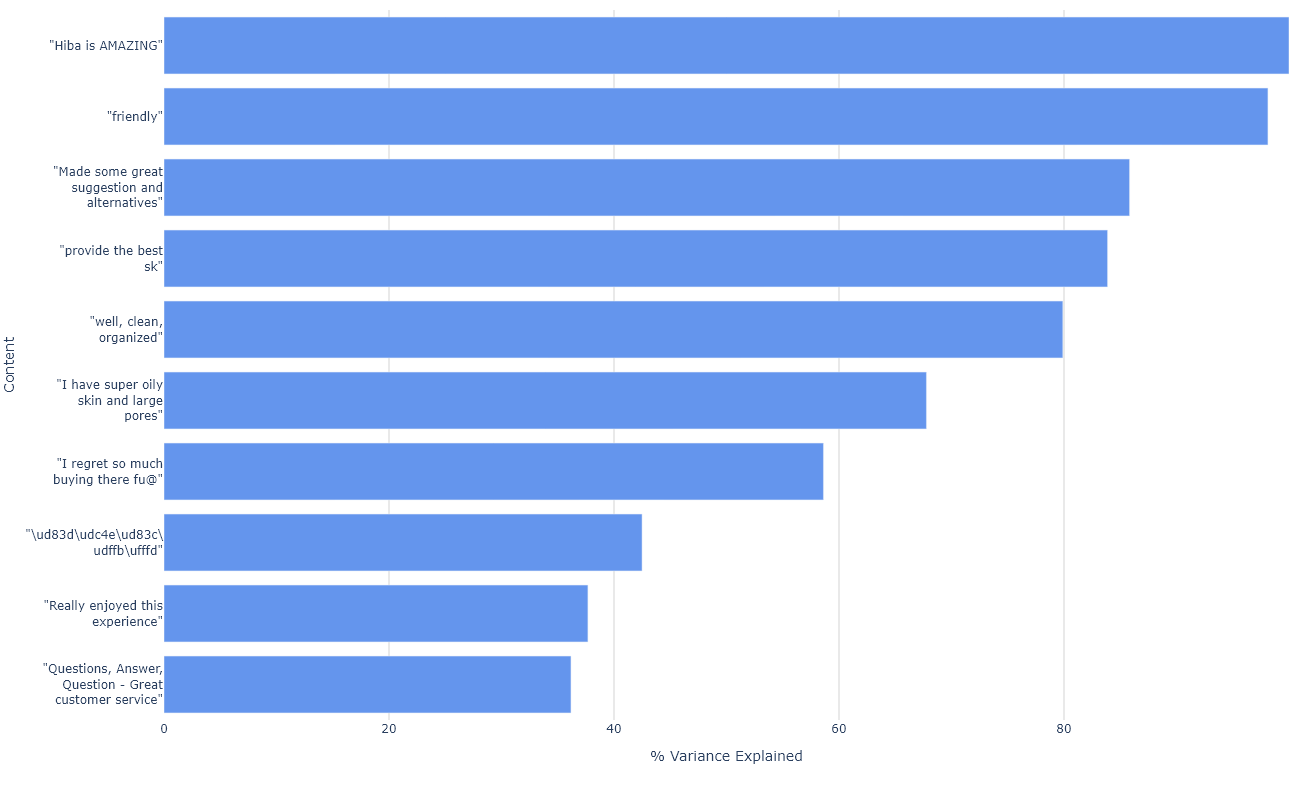 "Hiba is AMAZING"
"friendly"
"Made some great
suggestion and
alternatives"
"provide the best
sk"
"well, clean,
organized"
"I have super oily
skin and large
pores"
"I regret so much
buying there fu@"
"\ud83d\udc4e\ud83c\
udffb\ufffd"
"Really enjoyed this
experience"
"Questions, Answer,
Question - Great
customer service"
Content
0 20 40 60 80
% Variance Explained